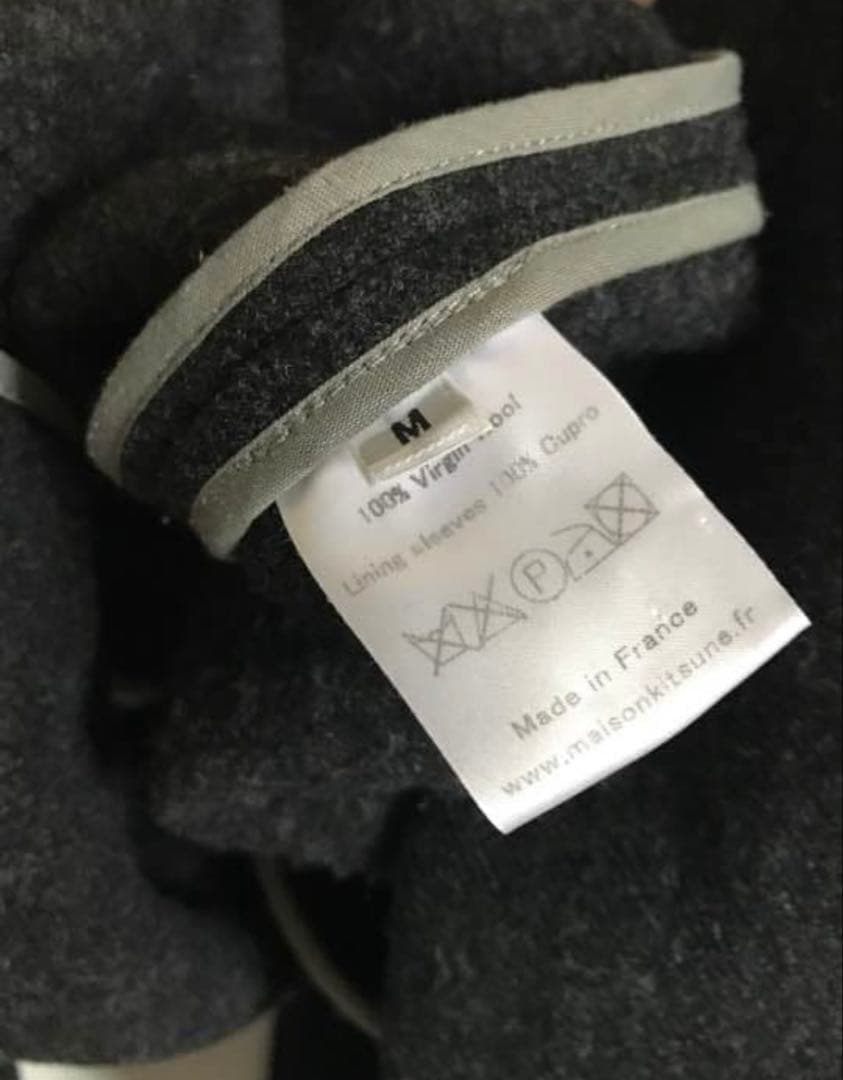 M
100% Virgin Wool
Lining sleeves 100% Cupro
P
Made in France
www.maisonkitsune.fr